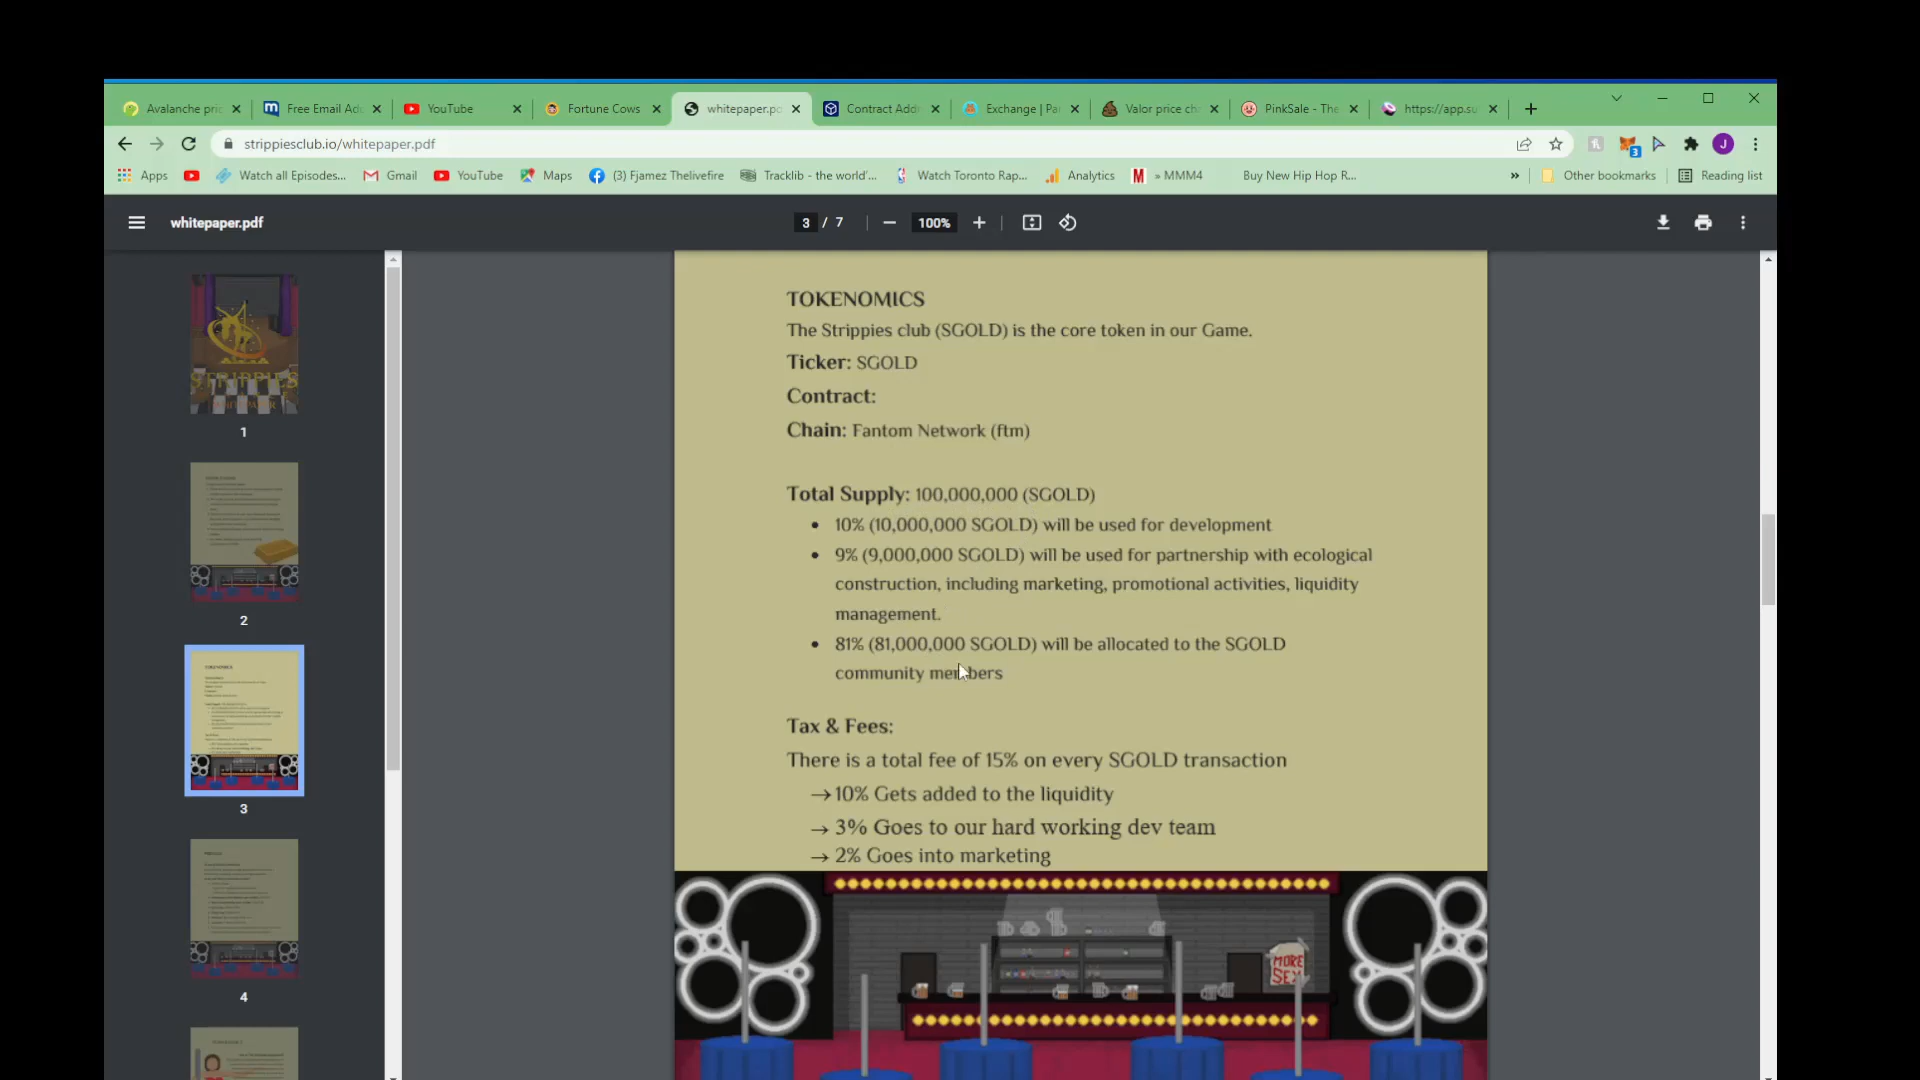 Avalanche pric
Free Email Add
YouTube
Fortune Cows
whitepaper.pd
Contract Addr
Exchange | Pa
Valor price ch
PinkSale - The
https://app.su
strippiesclub.io/whitepaper.pdf
3
J
Apps
Watch all Episodes...
Gmail
YouTube
Maps
(3) Fjamez Thelivefire
Tracklib - the world'...
Watch Toronto Rap...
Analytics
M » MMM4
Buy New Hip Hop R...
»
Other bookmarks
Reading list
whitepaper.pdf
3 / 7
100%
STRIPPIES
1
2
3
4
TOKENOMICS
The Strippies club (SGOLD) is the core token in our Game.
Ticker: SGOLD
Contract:
Chain: Fantom Network (ftm)
Total Supply: 100,000,000 (SGOLD)
• 10% (10,000,000 SGOLD) will be used for development
• 9% (9,000,000 SGOLD) will be used for partnership with ecological
construction, including marketing, promotional activities, liquidity
management.
• 81% (81,000,000 SGOLD) will be allocated to the SGOLD
community members
Tax & Fees:
There is a total fee of 15% on every SGOLD transaction
→10% Gets added to the liquidity
→ 3% Goes to our hard working dev team
→ 2% Goes into marketing
MORE
SEX